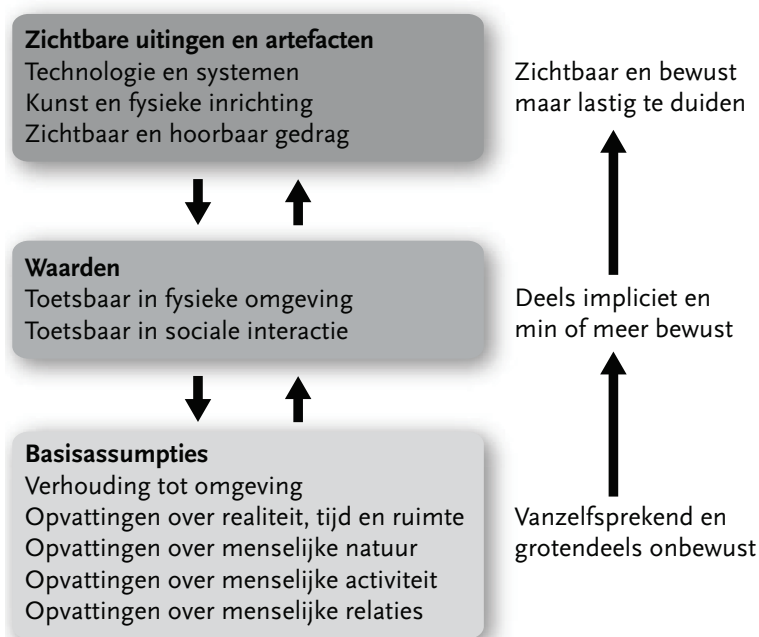 Zichtbare uitingen en artefacten
Technologie en systemen
Kunst en fysieke inrichting
Zichtbaar en hoorbaar gedrag
Zichtbaar en bewust
maar lastig te duiden
Waarden
Toetsbaar in fysieke omgeving
Toetsbaar in sociale interactie
Deels impliciet en
min of meer bewust
Basisassumpties
Verhouding tot omgeving
Opvattingen over realiteit, tijd en ruimte
Opvattingen over menselijke natuur
Opvattingen over menselijke activiteit
Opvattingen over menselijke relaties
Vanzelfsprekend en
grotendeels onbewust